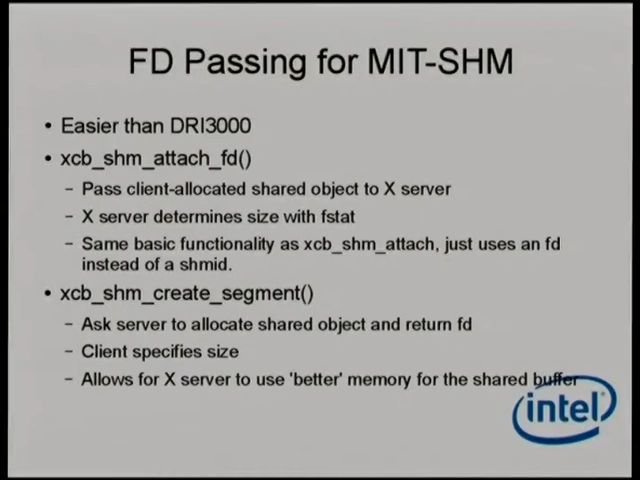 FD Passing for MIT-SHM
• Easier than DRI3000
• xcb_shm_attach_fd()
– Pass client-allocated shared object to X server
– X server determines size with fstat
– Same basic functionality as xcb_shm_attach, just uses an fd
instead of a shmid.
• xcb_shm_create_segment()
– Ask server to allocate shared object and return fd
– Client specifies size
– Allows for X server to use 'better' memory for the shared buffer
intel